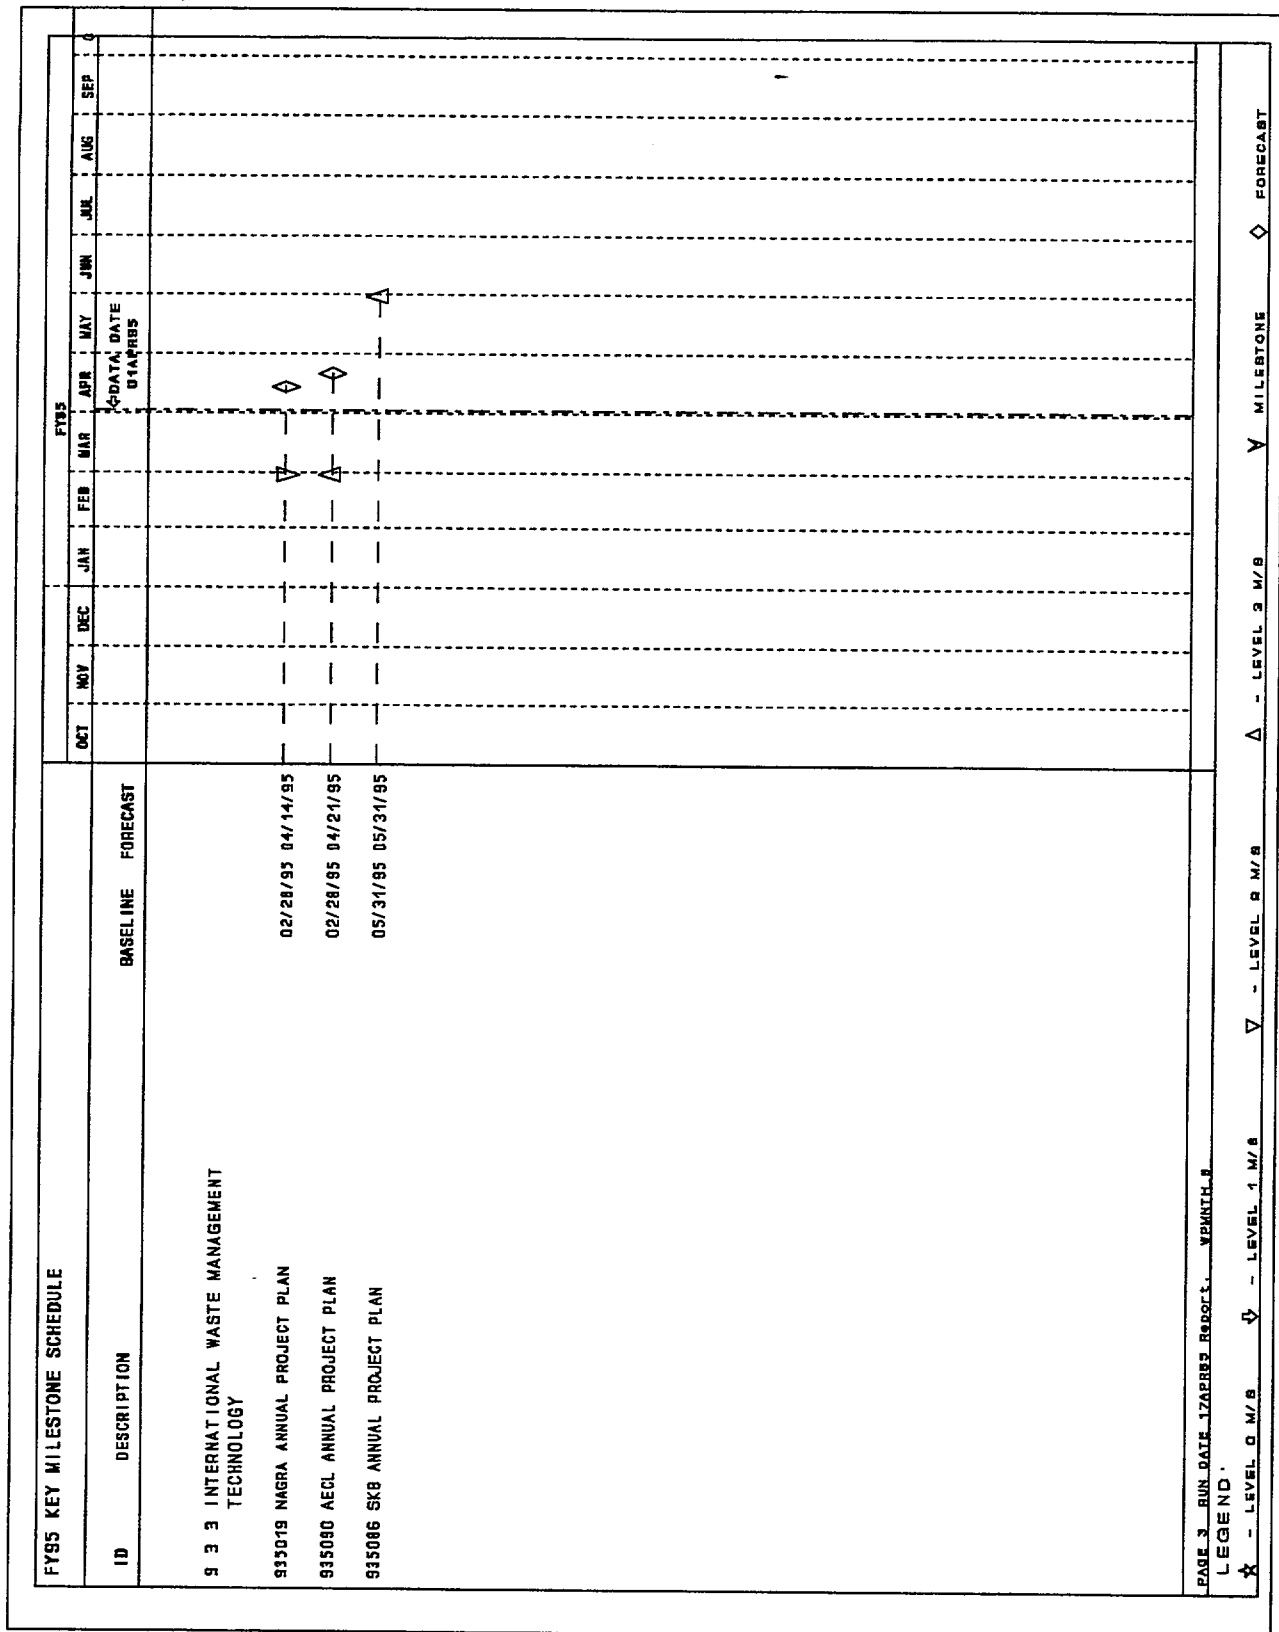 FY95 KEY MILESTONE SCHEDULE
FY95
ID DESCRIPTION BASELINE FORECAST OCT NOV DEC JAN FEB MAR APR MAY JUN JUL AUG SEP O
DATA DATE
01APR95
9 3 3 INTERNATIONAL WASTE MANAGEMENT
TECHNOLOGY
935019 NAGRA ANNUAL PROJECT PLAN 02/28/95 04/14/95
935090 AECL ANNUAL PROJECT PLAN 02/28/95 04/21/95
935086 SKB ANNUAL PROJECT PLAN 05/31/95 05/31/95
PAGE 3 RUN DATE 17APR95 Report.
LEGEND
- LEVEL 0 M/S - LEVEL 1 M/S - LEVEL 2 M/S - LEVEL 3 M/S MILESTONE FORECAST